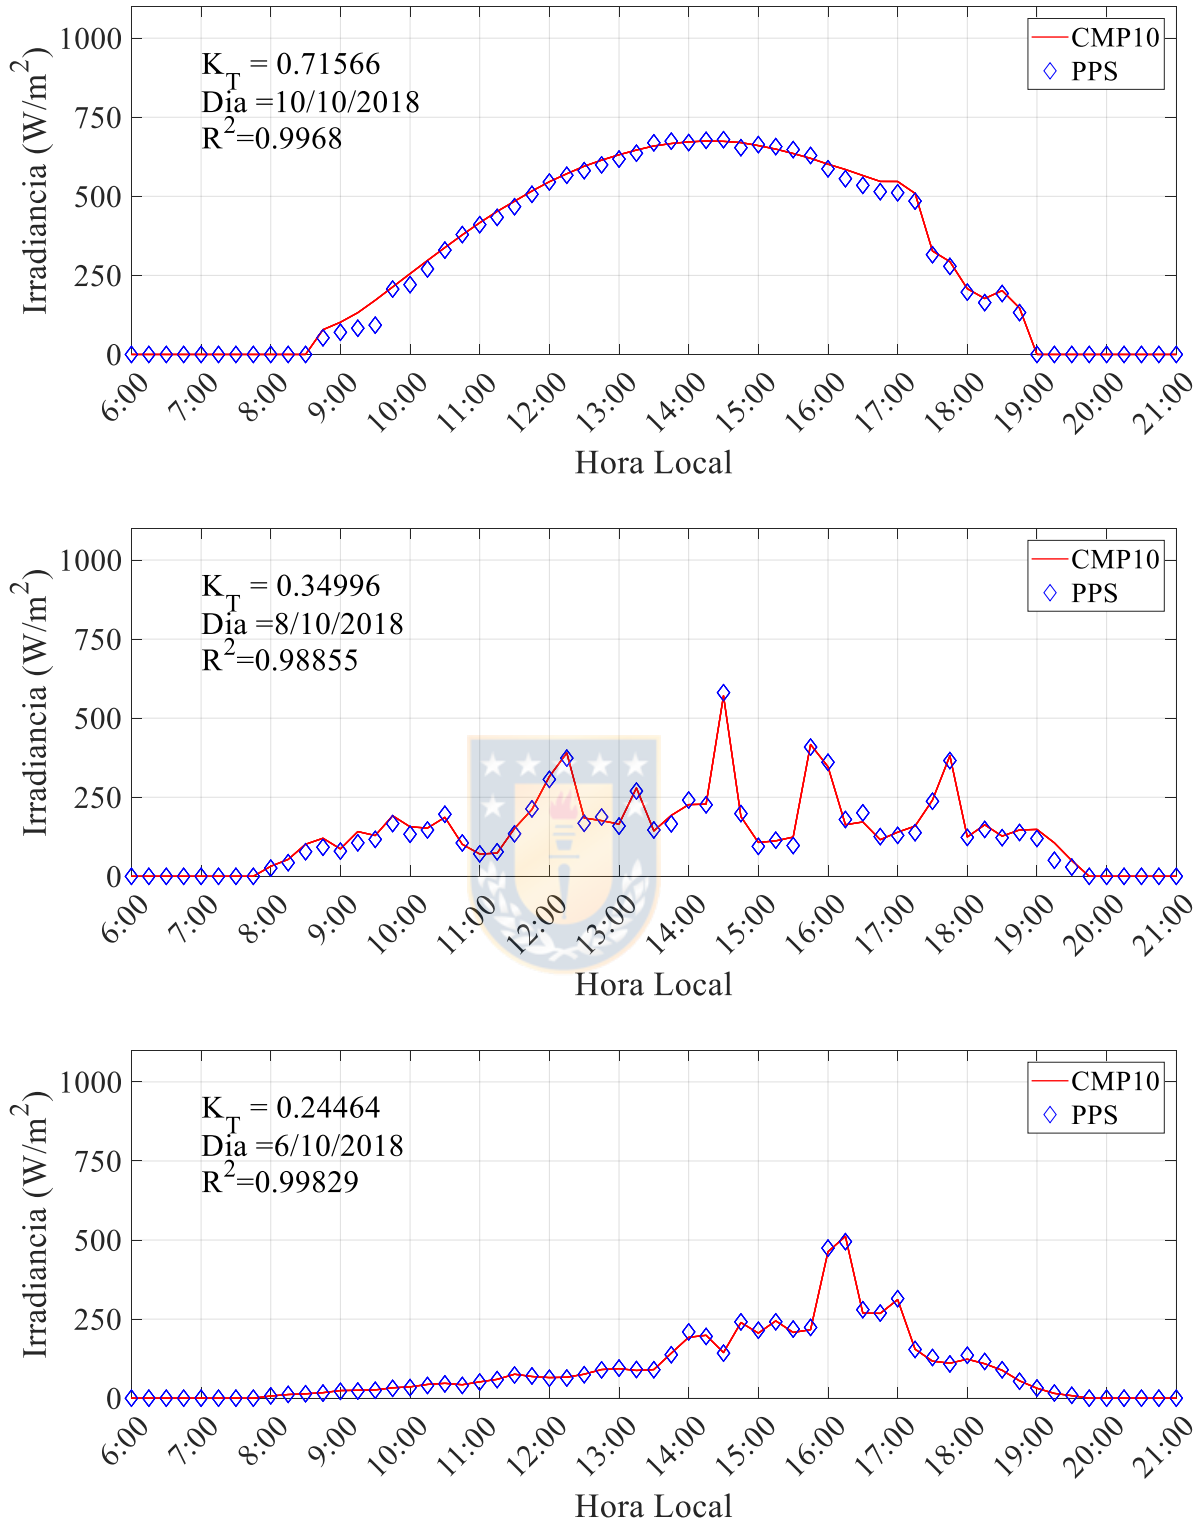 Irradiancia (W/m²)
1000
750
500
250
0
K_T = 0.71566
Dia =10/10/2018
R²=0.9968
CMP10
PPS
6:00 7:00 8:00 9:00 10:00 11:00 12:00 13:00 14:00 15:00 16:00 17:00 18:00 19:00 20:00 21:00
Hora Local
Irradiancia (W/m²)
1000
750
500
250
0
K_T = 0.34996
Dia =8/10/2018
R²=0.98855
CMP10
PPS
6:00 7:00 8:00 9:00 10:00 11:00 12:00 13:00 14:00 15:00 16:00 17:00 18:00 19:00 20:00 21:00
Hora Local
Irradiancia (W/m²)
1000
750
500
250
0
K_T = 0.24464
Dia =6/10/2018
R²=0.99829
CMP10
PPS
6:00 7:00 8:00 9:00 10:00 11:00 12:00 13:00 14:00 15:00 16:00 17:00 18:00 19:00 20:00 21:00
Hora Local